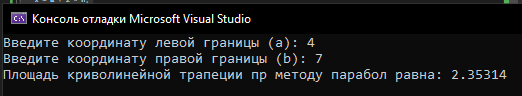 Консоль отладки Microsoft Visual Studio
Введите координату левой границы (a): 4
Введите координату правой границы (b): 7
Площадь криволинейной трапеции пр методу парабол равна: 2.35314